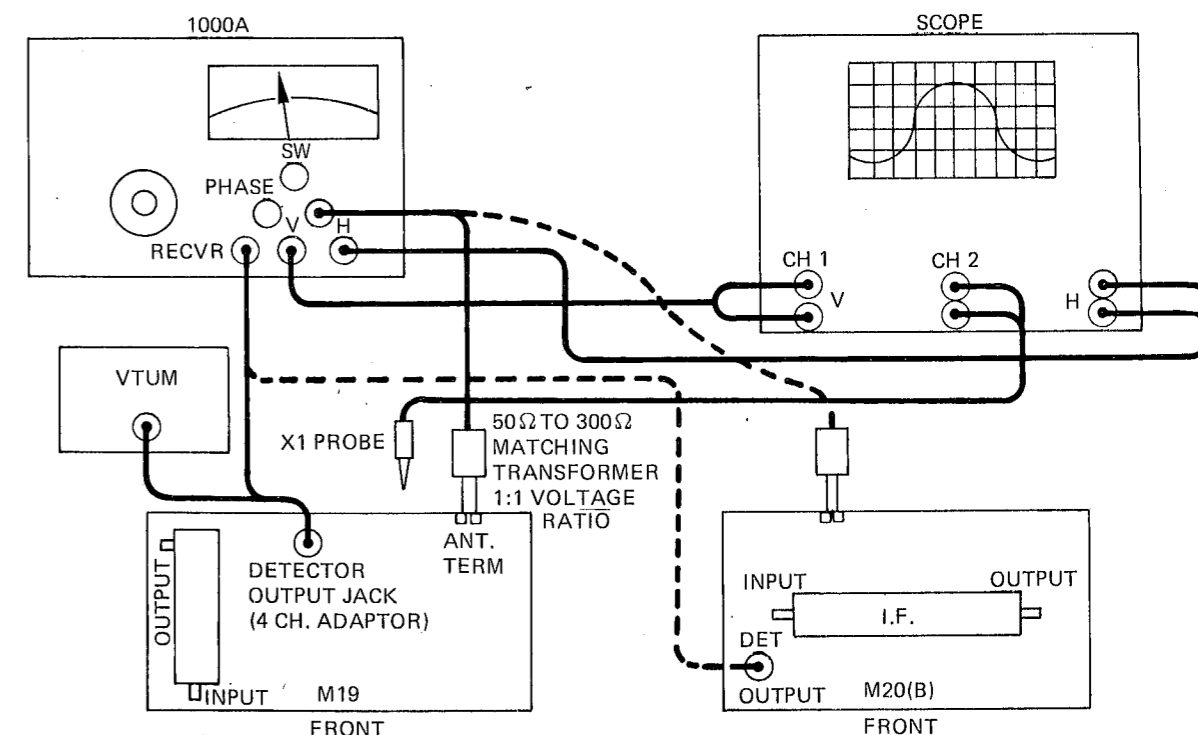 1000A
SCOPE
SW
PHASE
V
H
RECVR
CH 1
CH 2
V
H
VTUM
X1 PROBE
50Ω TO 300Ω
MATCHING
TRANSFORMER
1:1 VOLTAGE
RATIO
ANT.
TERM
DETECTOR
OUTPUT JACK
(4 CH. ADAPTOR)
OUTPUT
INPUT
M19
FRONT
INPUT
OUTPUT
I.F.
DET
OUTPUT
M20(B)
FRONT